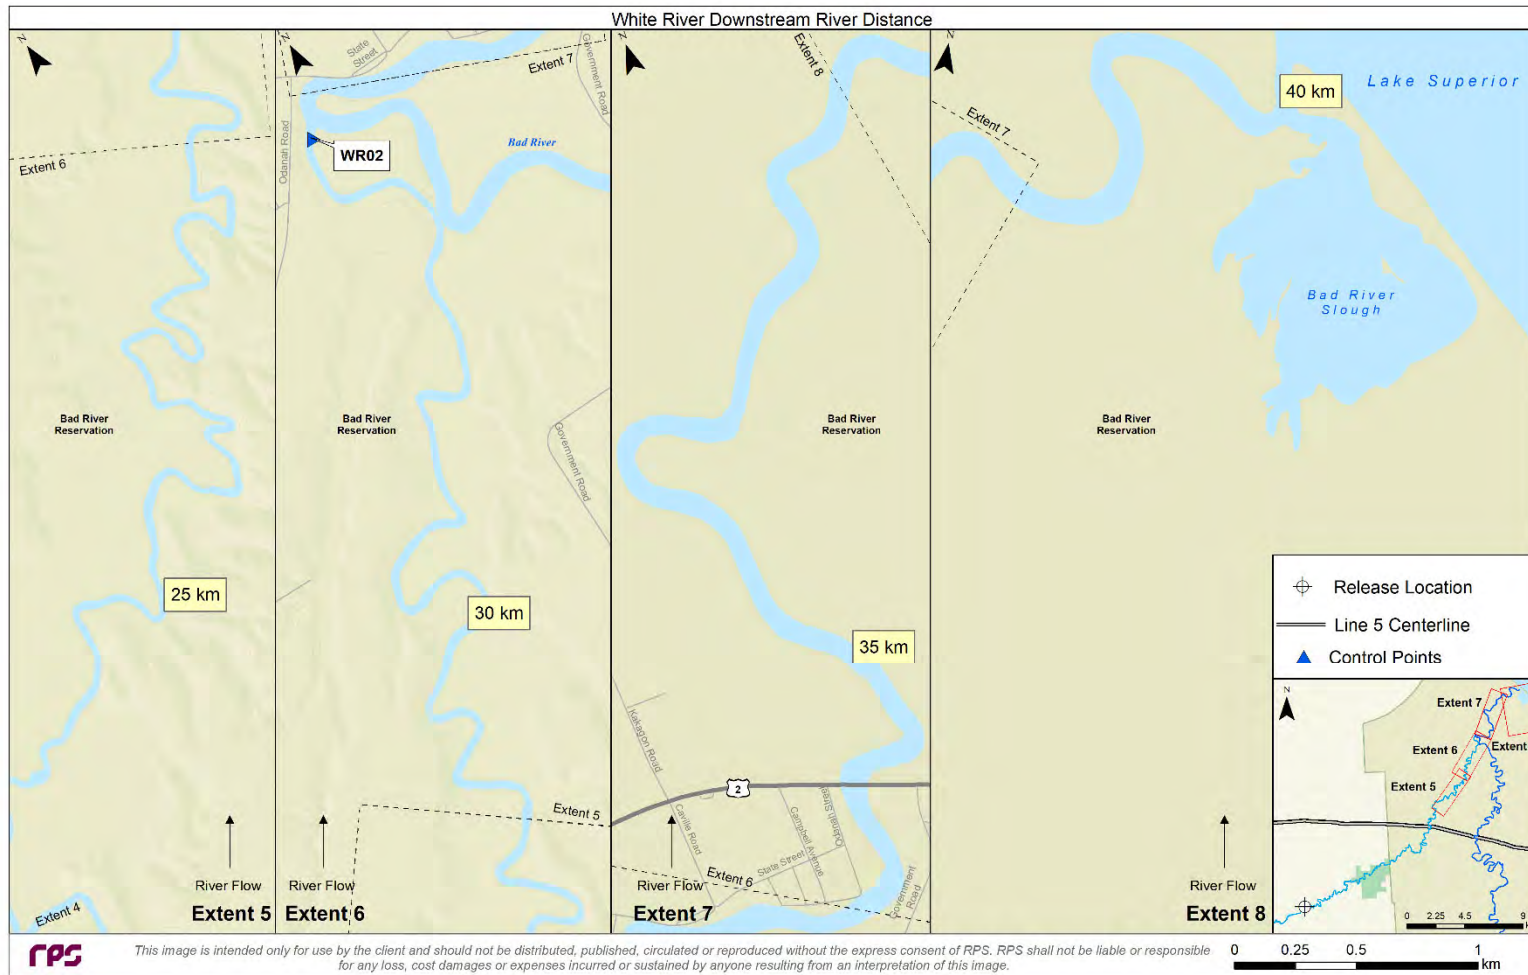 White River Downstream River Distance
N
Extent 6
Bad River
Reservation
25 km
River Flow
Extent 4
Extent 5
N
State
Street
Government Road
Extent 7
Odanah Road
WR02
Bad River
Bad River
Reservation
Government Road
30 km
Extent 5
River Flow
Extent 6
N
Extent 8
Bad River
Reservation
35 km
Kakagon Road
2
Caville Road
Campbell Avenue
Odanah Street
State Street
Extent 6
Government
Road
River Flow
Extent 7
N
Extent 7
40 km
Lake Superior
Bad River
Slough
Bad River
Reservation
River Flow
Extent 8
Release Location
Line 5 Centerline
Control Points
N
Extent 7
Extent 6
Extent
Extent 5
0 2.25 4.5 9
0 0.25 0.5 1
km
rps
This image is intended only for use by the client and should not be distributed, published, circulated or reproduced without the express consent of RPS. RPS shall not be liable or responsible
for any loss, cost damages or expenses incurred or sustained by anyone resulting from an interpretation of this image.